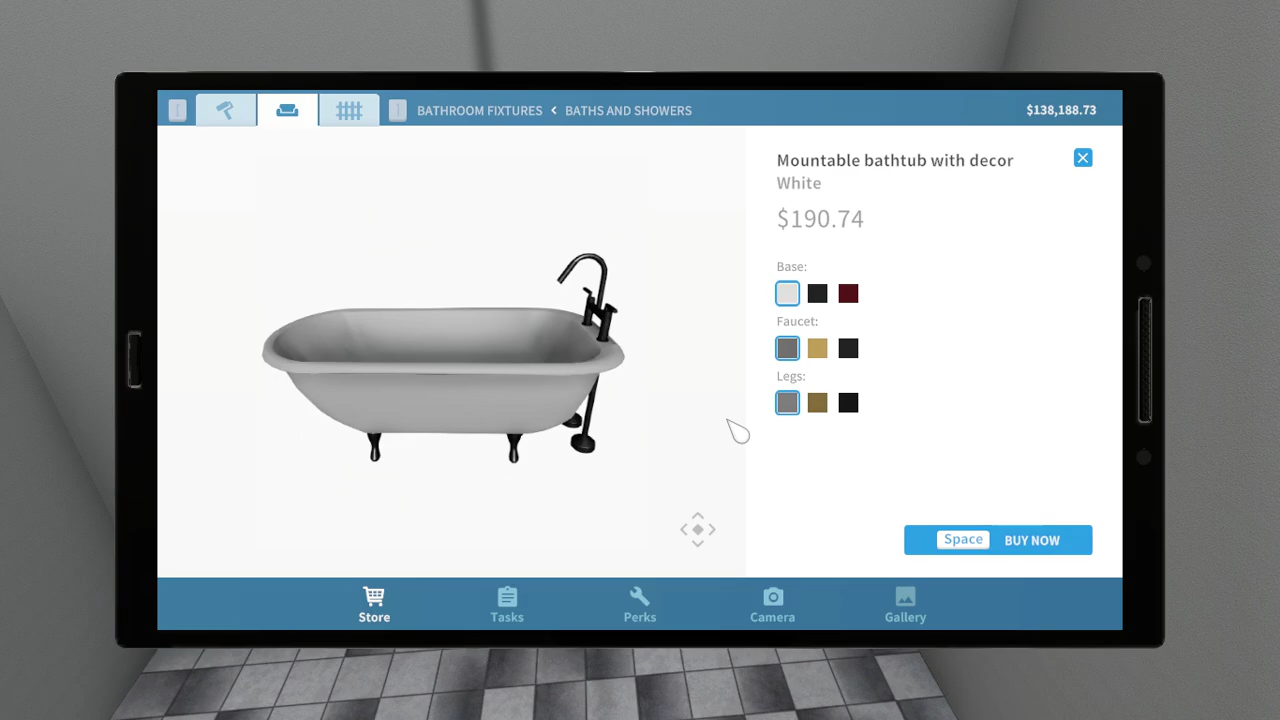 BATHROOM FIXTURES < BATHS AND SHOWERS
$138,188.73
Mountable bathtub with decor
White
$190.74
Base:
Faucet:
Legs:
Space BUY NOW
Store Tasks Perks Camera Gallery